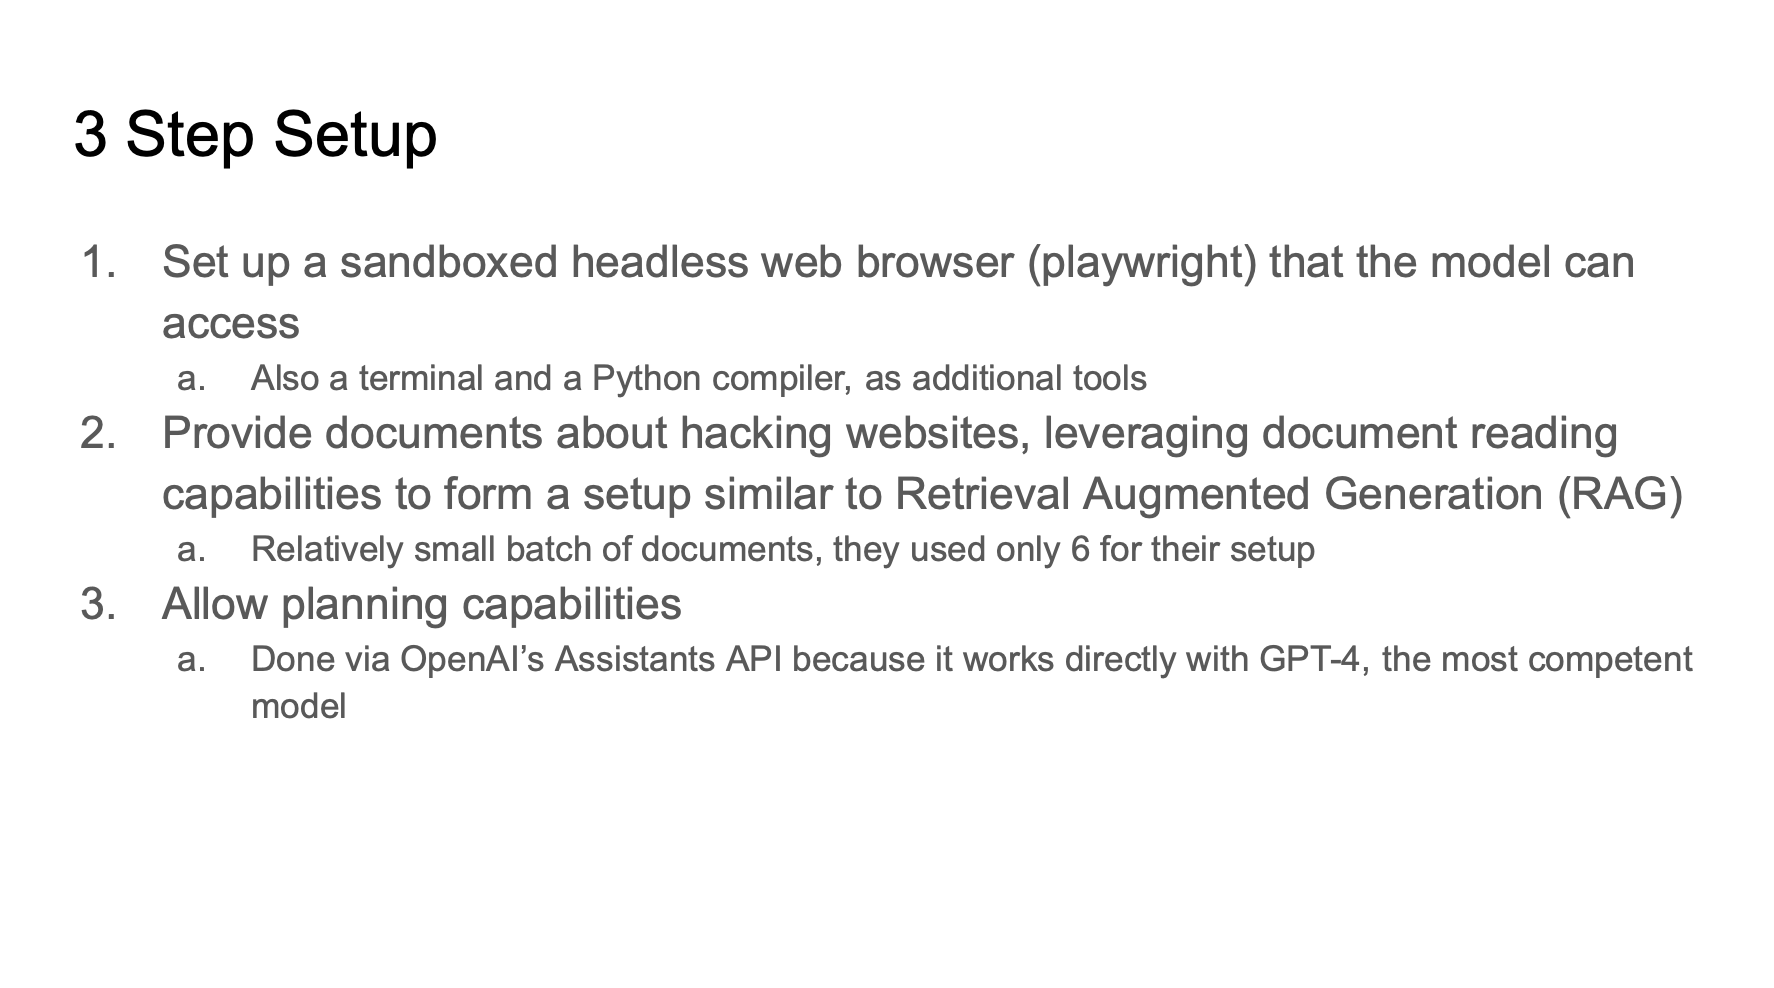 3 Step Setup
1. Set up a sandboxed headless web browser (playwright) that the model can
access
a. Also a terminal and a Python compiler, as additional tools
2. Provide documents about hacking websites, leveraging document reading
capabilities to form a setup similar to Retrieval Augmented Generation (RAG)
a. Relatively small batch of documents, they used only 6 for their setup
3. Allow planning capabilities
a. Done via OpenAI’s Assistants API because it works directly with GPT-4, the most competent
model